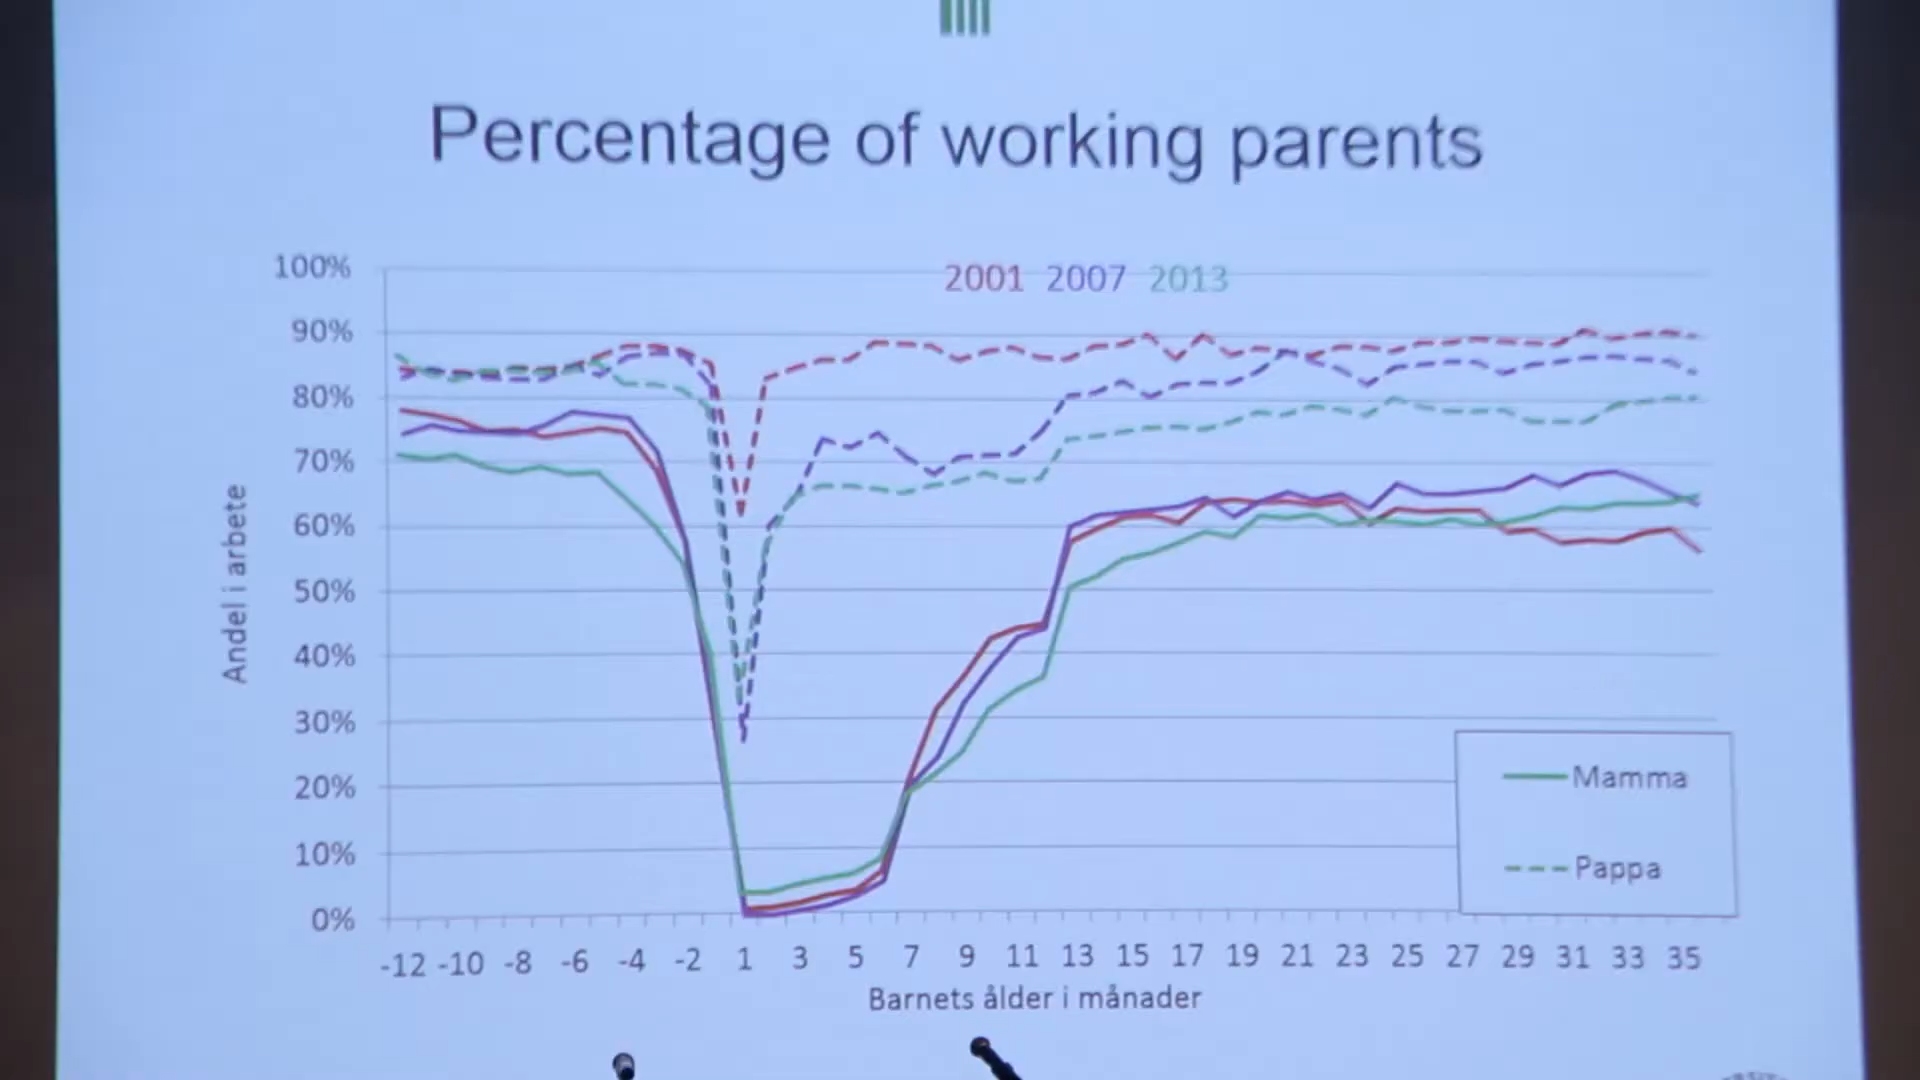 Percentage of working parents
2001 2007 2013
100%
90%
80%
70%
60%
50%
40%
30%
20%
10%
0%
Andel i arbete
-12 -10 -8 -6 -4 -2 1 3 5 7 9 11 13 15 17 19 21 23 25 27 29 31 33 35
Barnets ålder i månader
Mamma
Pappa